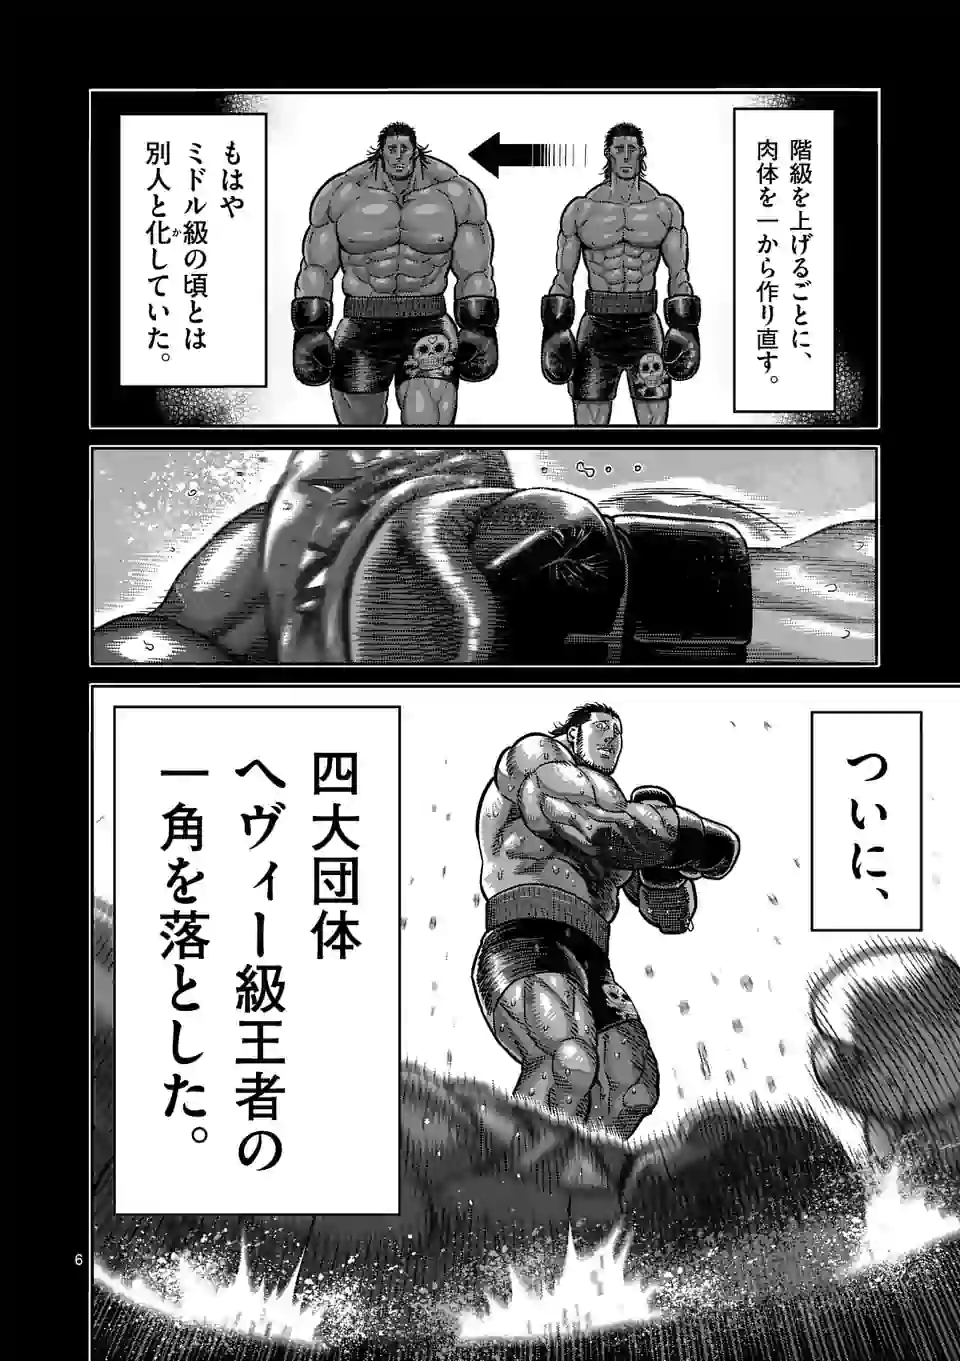 階級を上げるごとに、
肉体を一から作り直す。
もはや
ミドル級の頃とは
別人と化していた。
か
ついに、
四大団体
ヘヴィー級王者の
一角を落とした。
6